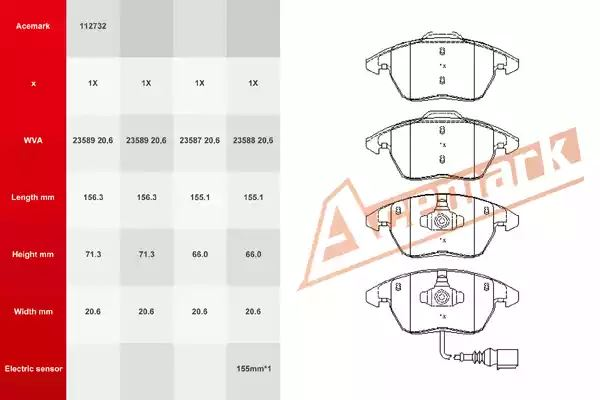 Acemark 112732
x 1X 1X 1X 1X
WVA 23589 20,6 23589 20,6 23587 20,6 23588 20,6
Length mm 156.3 156.3 155.1 155.1
Height mm 71.3 71.3 66.0 66.0
Width mm 20.6 20.6 20.6 20.6
Electric sensor 155mm*1